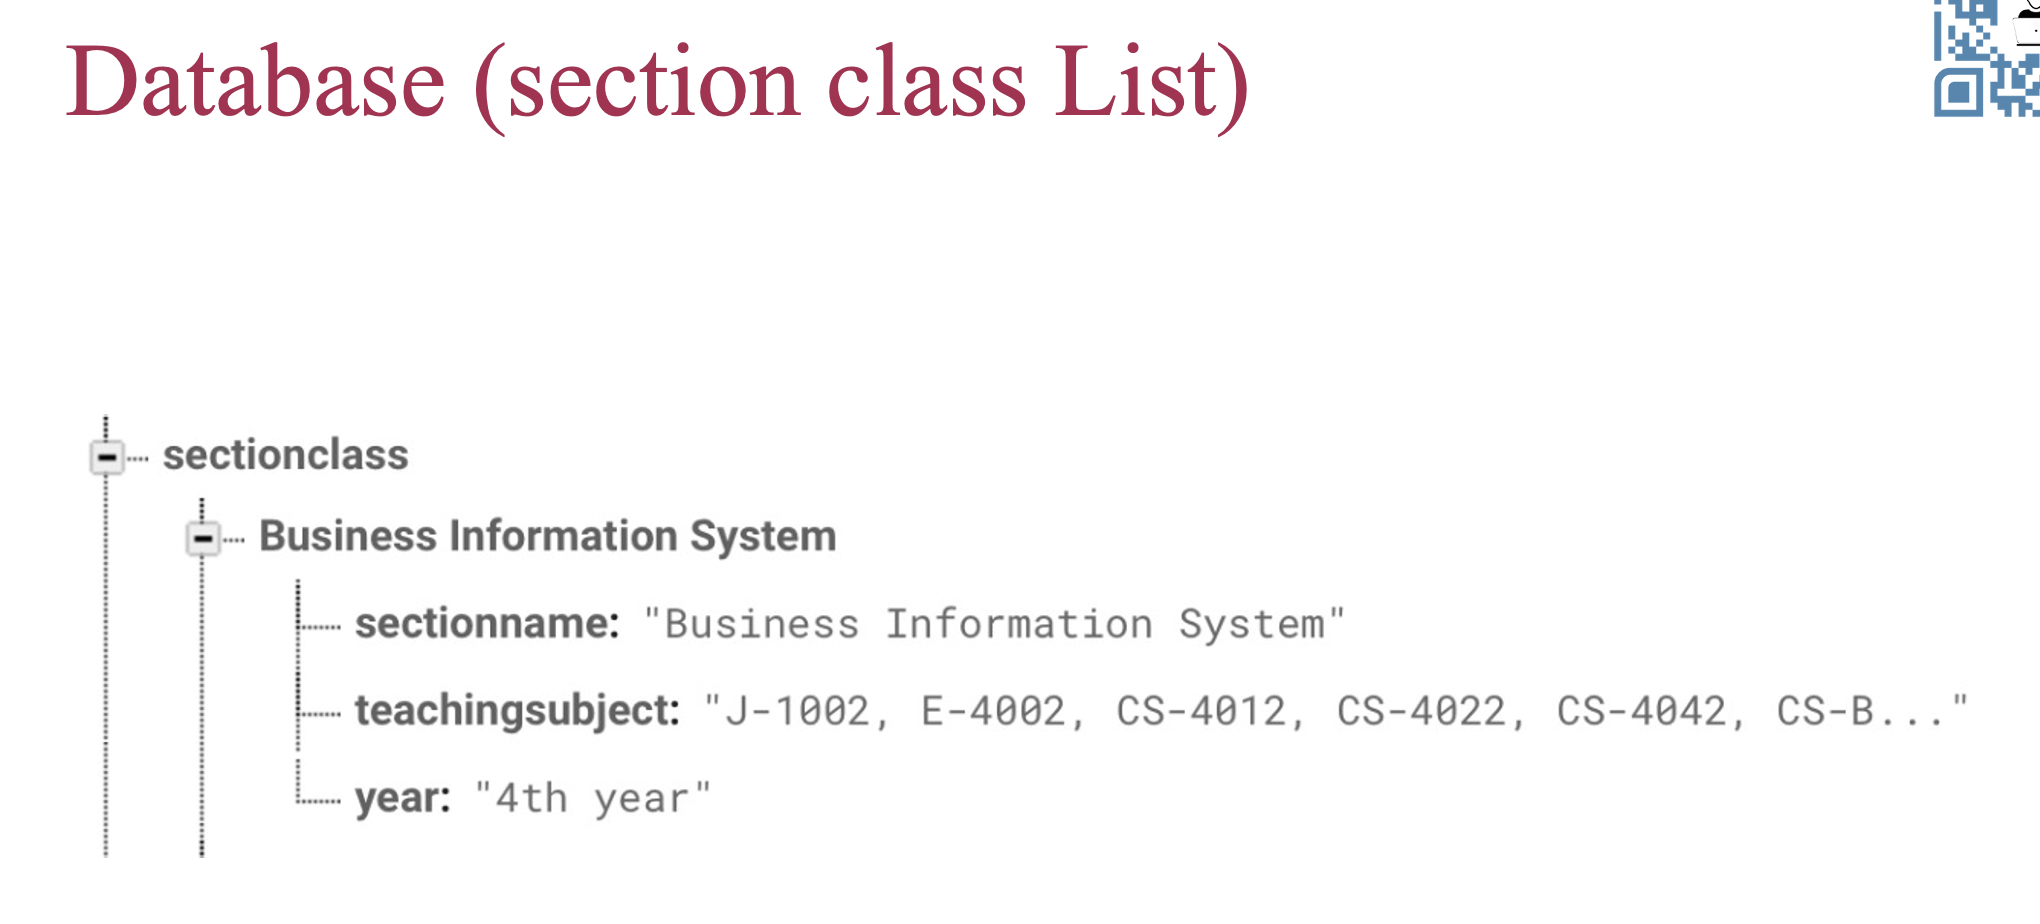 Database (section class List)
sectionclass
Business Information System
sectionname: "Business Information System"
teachingsubject: "J-1002, E-4002, CS-4012, CS-4022, CS-4042, CS-B..."
year: "4th year"